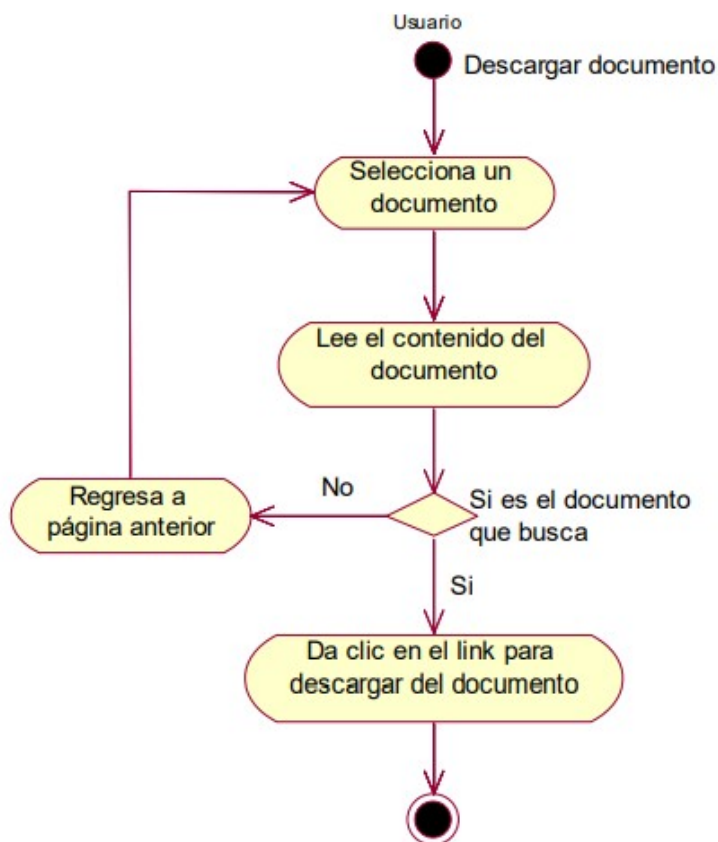 Usuario
Descargar documento
Selecciona un
documento
Lee el contenido del
documento
No
Si es el documento
que busca
Regresa a
página anterior
Si
Da clic en el link para
descargar del documento